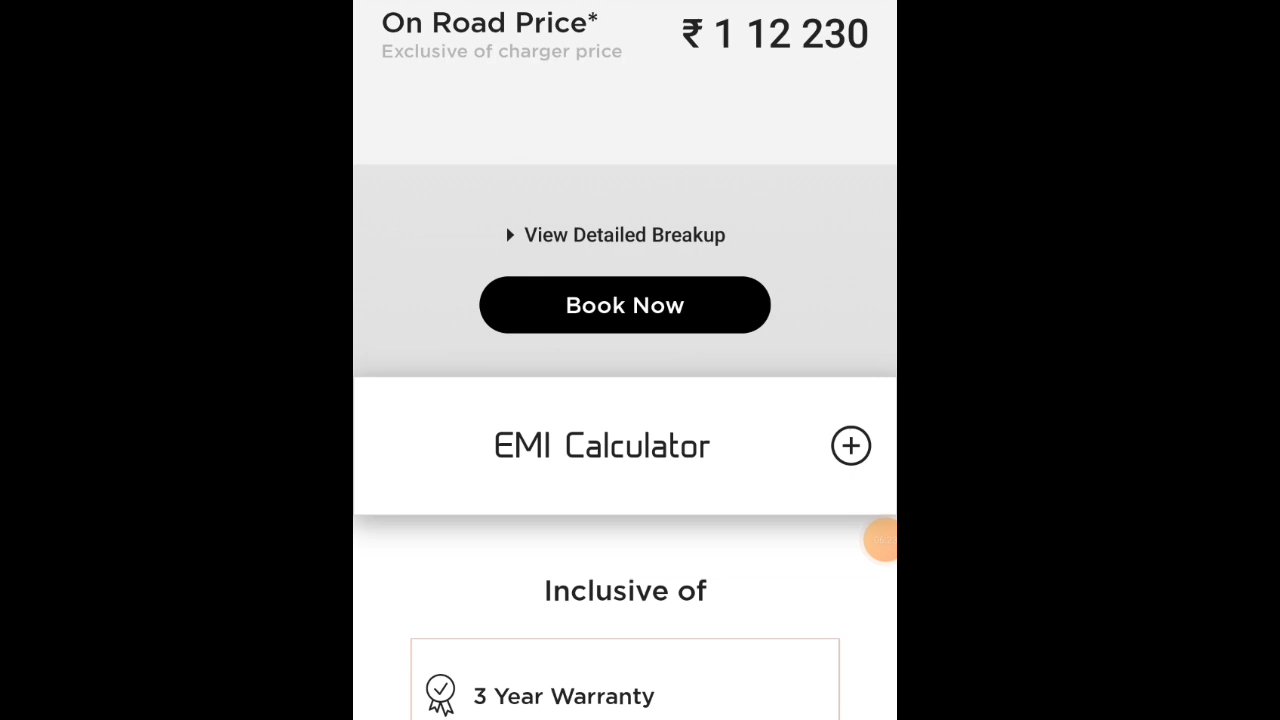 On Road Price*
₹ 1 12 230
Exclusive of charger price
View Detailed Breakup
Book Now
EMI Calculator
Inclusive of
3 Year Warranty